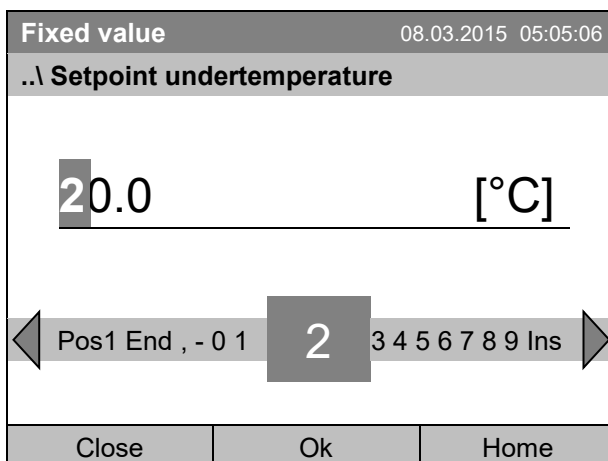 Fixed value 08.03.2015 05:05:06
..\ Setpoint undertemperature
20.0 [°C]
Pos1 End , - 0 1 2 3 4 5 6 7 8 9 Ins
Close Ok Home